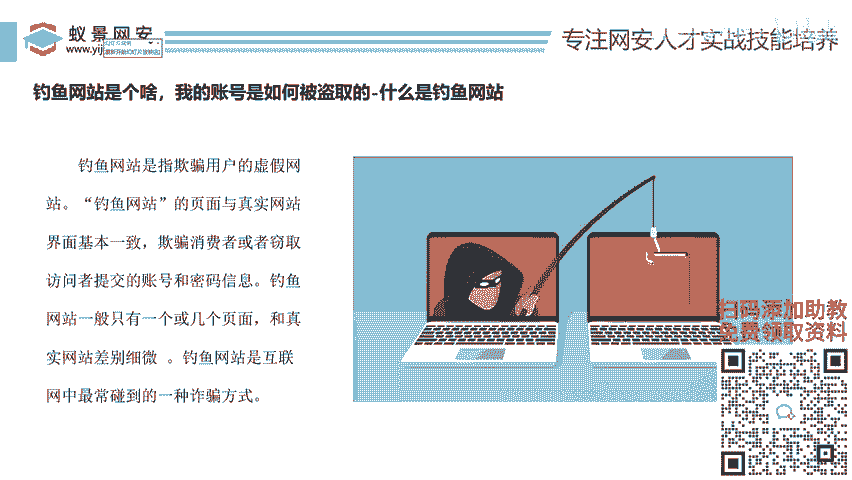 蚁景网安
www.yij
专注网安人才实战技能培养
钓鱼网站是个啥，我的账号是如何被盗取的-什么是钓鱼网站
钓鱼网站是指欺骗用户的虚假网
站。“钓鱼网站”的页面与真实网站
界面基本一致，欺骗消费者或者窃取
访问者提交的账号和密码信息。钓鱼
网站一般只有一个或几个页面，和真
实网站差别细微 。钓鱼网站是互联
网中最常碰到的一种诈骗方式。
扫码添加助教
免费领取资料